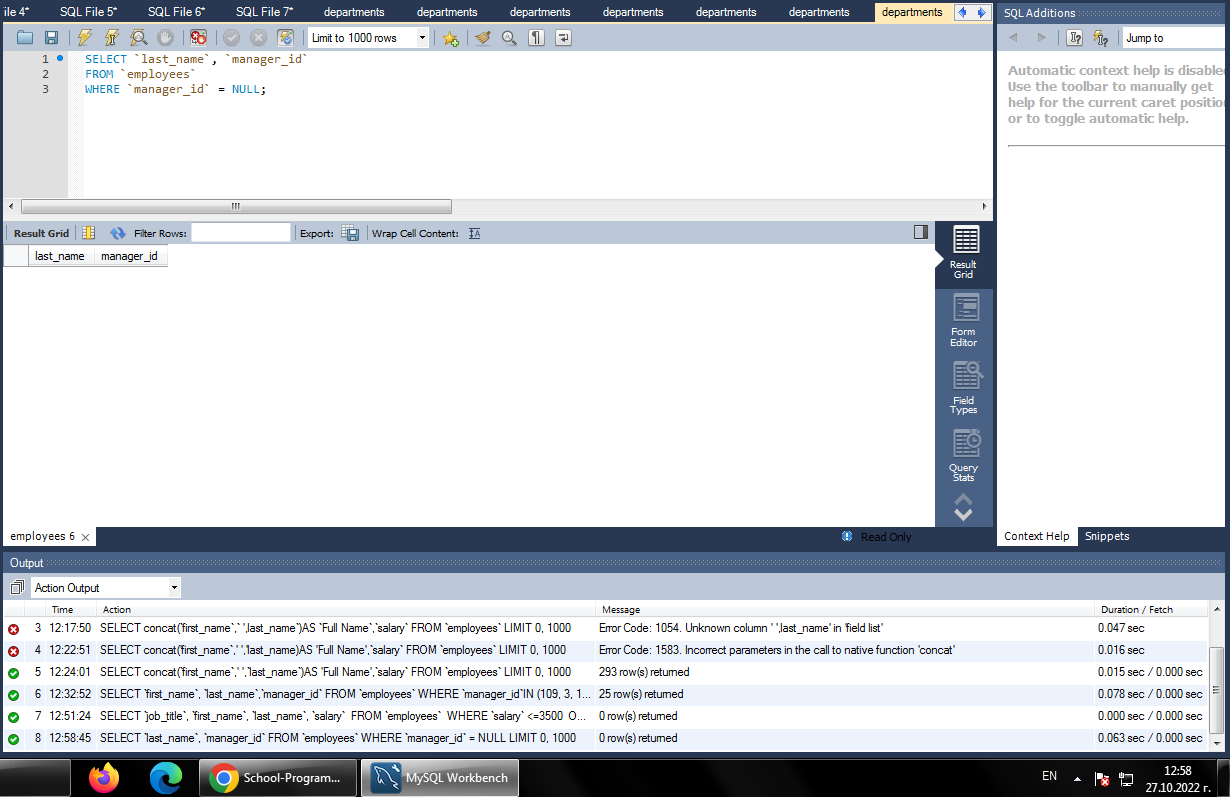 ile 4* SQL File 5* SQL File 6* SQL File 7* departments departments departments departments departments departments departments SQL Additions
Limit to 1000 rows Jump to
1 SELECT `last_name`, `manager_id`
2 FROM `employees`
3 WHERE `manager_id` = NULL;
Automatic context help is disable
Use the toolbar to manually get
help for the current caret position
or to toggle automatic help.
Result Grid Filter Rows: Export: Wrap Cell Content:
last_name manager_id
Result
Grid
Form
Editor
Field
Types
Query
Stats
employees 6 Read Only Context Help Snippets
Output
Action Output
Time Action Message Duration / Fetch
3 12:17:50 SELECT concat(`first_name`,` ',last_name`)AS `Full Name`,`salary` FROM `employees` LIMIT 0, 1000 Error Code: 1054. Unknown column ' ',last_name' in 'field list' 0.047 sec
4 12:22:51 SELECT concat(`first_name`,' ','last_name)AS 'Full Name',`salary` FROM `employees` LIMIT 0, 1000 Error Code: 1583. Incorrect parameters in the call to native function 'concat' 0.016 sec
5 12:24:01 SELECT concat(`first_name`,' ',`last_name`)AS 'Full Name',`salary` FROM `employees` LIMIT 0, 1000 293 row(s) returned 0.015 sec / 0.000 sec
6 12:32:52 SELECT `first_name`, `last_name`,`manager_id` FROM `employees` WHERE `manager_id`IN (109, 3, 1... 25 row(s) returned 0.078 sec / 0.000 sec
7 12:51:24 SELECT `job_title`, `first_name`, `last_name`, `salary` FROM `employees` WHERE `salary` <=3500 O... 0 row(s) returned 0.000 sec / 0.000 sec
8 12:58:45 SELECT `last_name`, `manager_id` FROM `employees` WHERE `manager_id` = NULL LIMIT 0, 1000 0 row(s) returned 0.063 sec / 0.000 sec
School-Program... MySQL Workbench EN 12:58
27.10.2022 г.